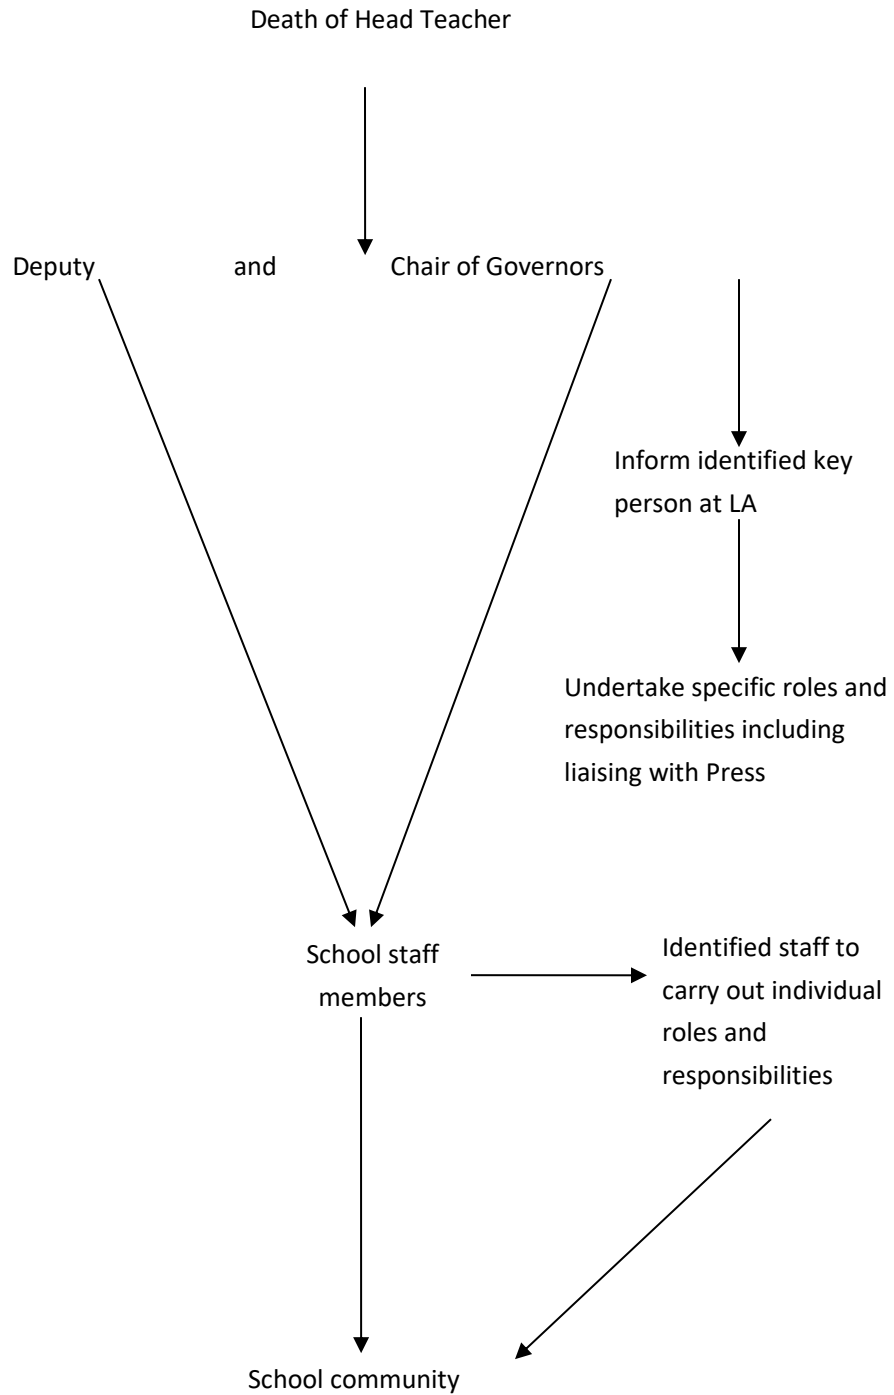 Death of Head Teacher
Deputy and Chair of Governors
Inform identified key
person at LA
Undertake specific roles and
responsibilities including
liaising with Press
School staff
members
Identified staff to
carry out individual
roles and
responsibilities
School community